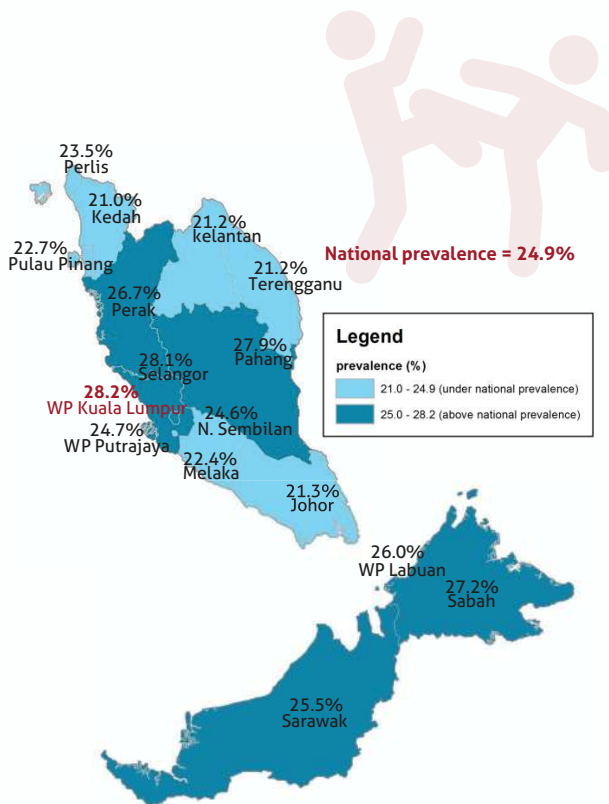 23.5%
Perlis
21.0%
Kedah
21.2%
kelantan
22.7%
Pulau Pinang
National prevalence = 24.9%
21.2%
Terengganu
26.7%
Perak
27.9%
Pahang
28.1%
Selangor
28.2%
WP Kuala Lumpur
24.6%
N. Sembilan
24.7%
WP Putrajaya
22.4%
Melaka
21.3%
Johor
Legend
prevalence (%)
21.0 - 24.9 (under national prevalence)
25.0 - 28.2 (above national prevalence)
26.0%
WP Labuan
27.2%
Sabah
25.5%
Sarawak